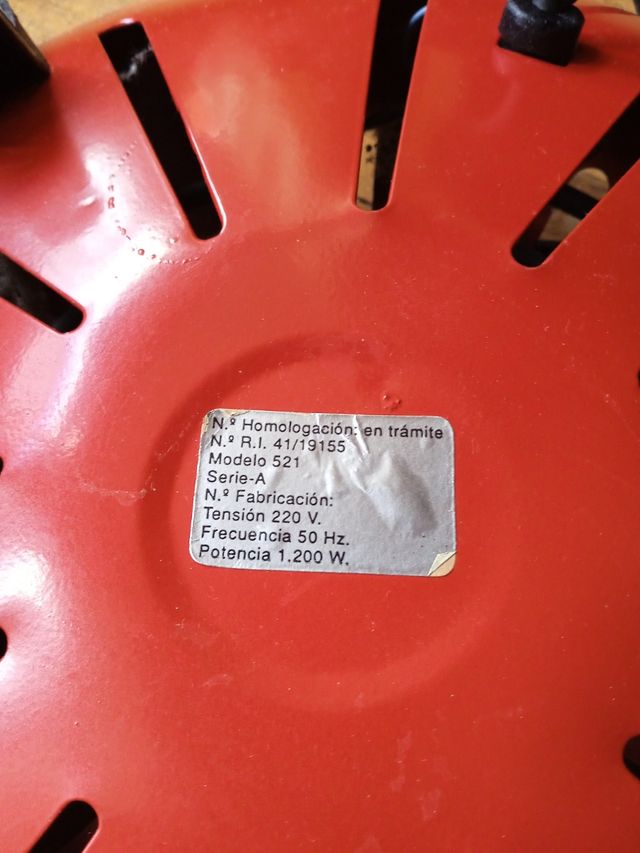 N.º Homologación: en trámite
N.º R.I. 41/19155
Modelo 521
Serie-A
N.º Fabricación:
Tensión 220 V.
Frecuencia 50 Hz.
Potencia 1.200 W.